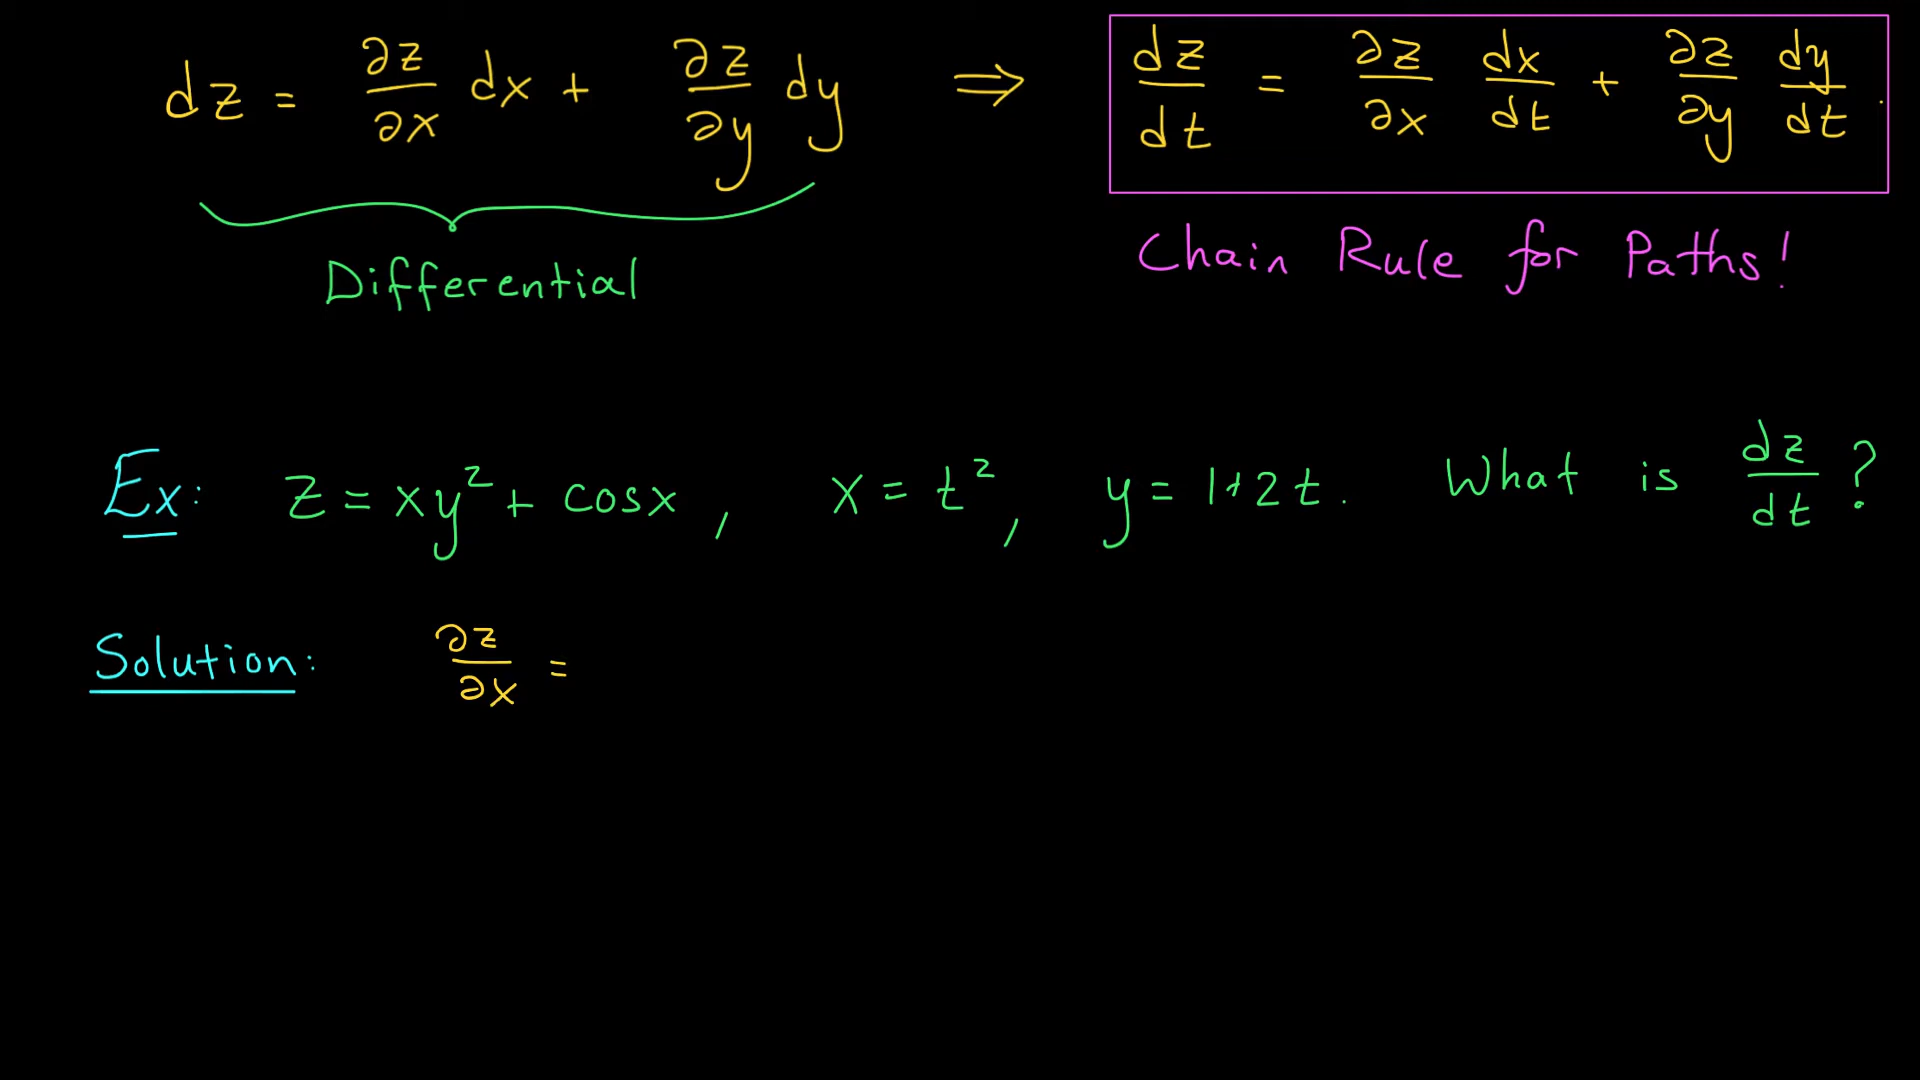 dz = ∂z/∂x dx + ∂z/∂y dy ⇒ dz/dt = ∂z/∂x dx/dt + ∂z/∂y dy/dt.
Differential
Chain Rule for Paths!
Ex: z = xy² + cosx, x = t², y = 1+2t. What is dz/dt?
Solution: ∂z/∂x =